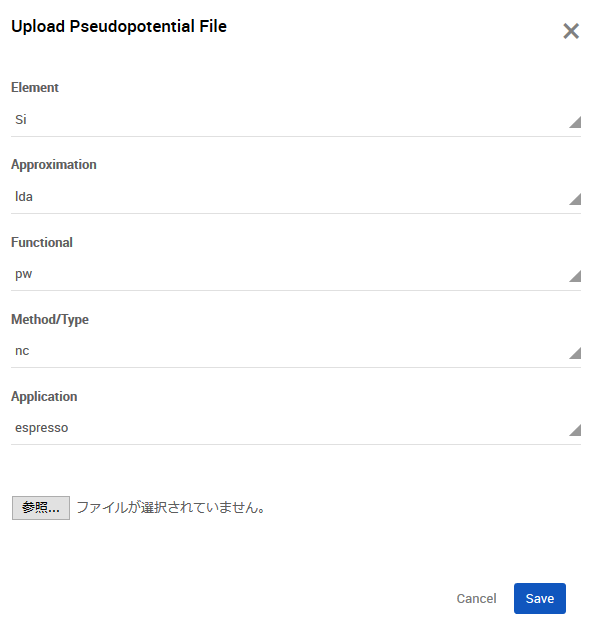 Upload Pseudopotential File
Element
Si
Approximation
lda
Functional
pw
Method/Type
nc
Application
espresso
参照... ファイルが選択されていません。
Cancel Save